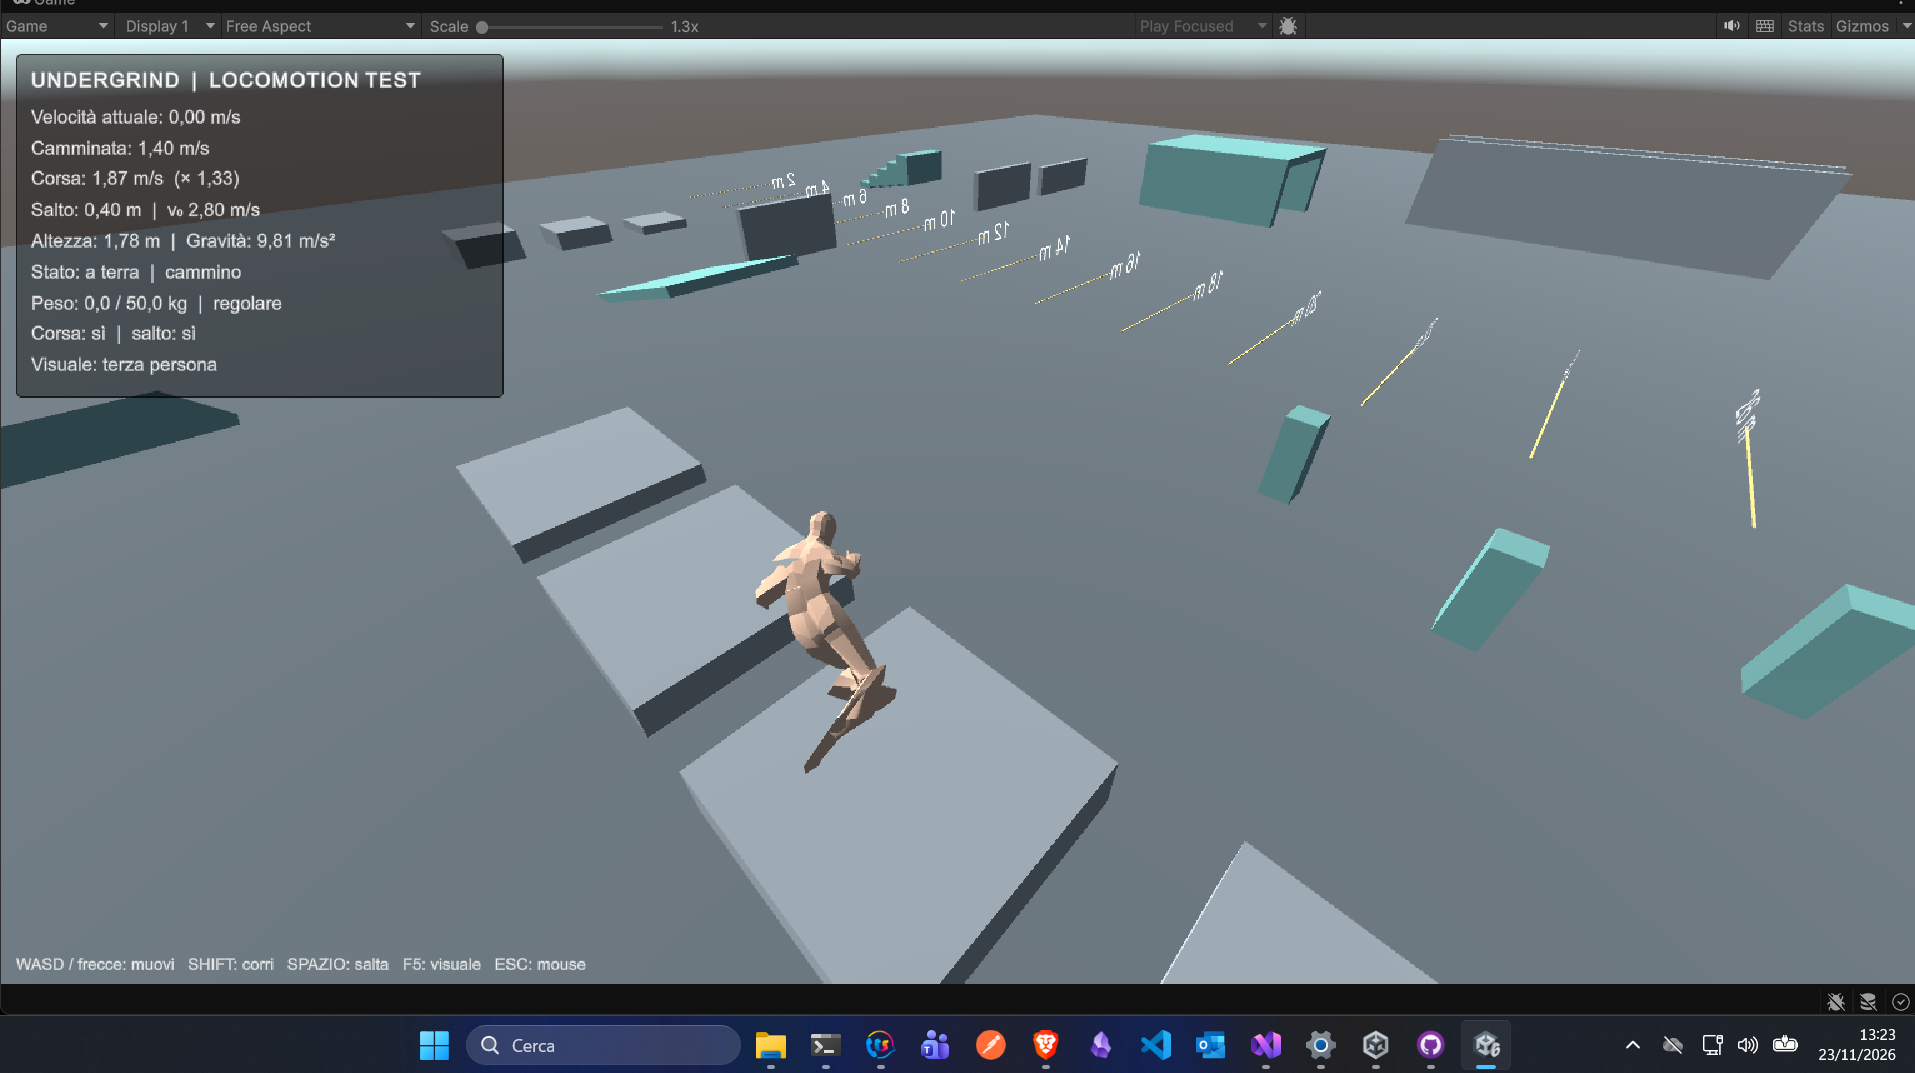 Game
Game Display 1 Free Aspect Scale 1.3x Play Focused Stats Gizmos
UNDERGRIND | LOCOMOTION TEST
Velocità attuale: 0,00 m/s
Camminata: 1,40 m/s
Corsa: 1,87 m/s (× 1,33)
Salto: 0,40 m | v₀ 2,80 m/s
Altezza: 1,78 m | Gravità: 9,81 m/s²
Stato: a terra | cammino
Peso: 0,0 / 50,0 kg | regolare
Corsa: sì | salto: sì
Visuale: terza persona
2 m
4 m
6 m
8 m
10 m
12 m
14 m
16 m
18 m
20 m
WASD / frecce: muovi SHIFT: corri SPAZIO: salta F5: visuale ESC: mouse
Cerca
13:23
23/11/2026